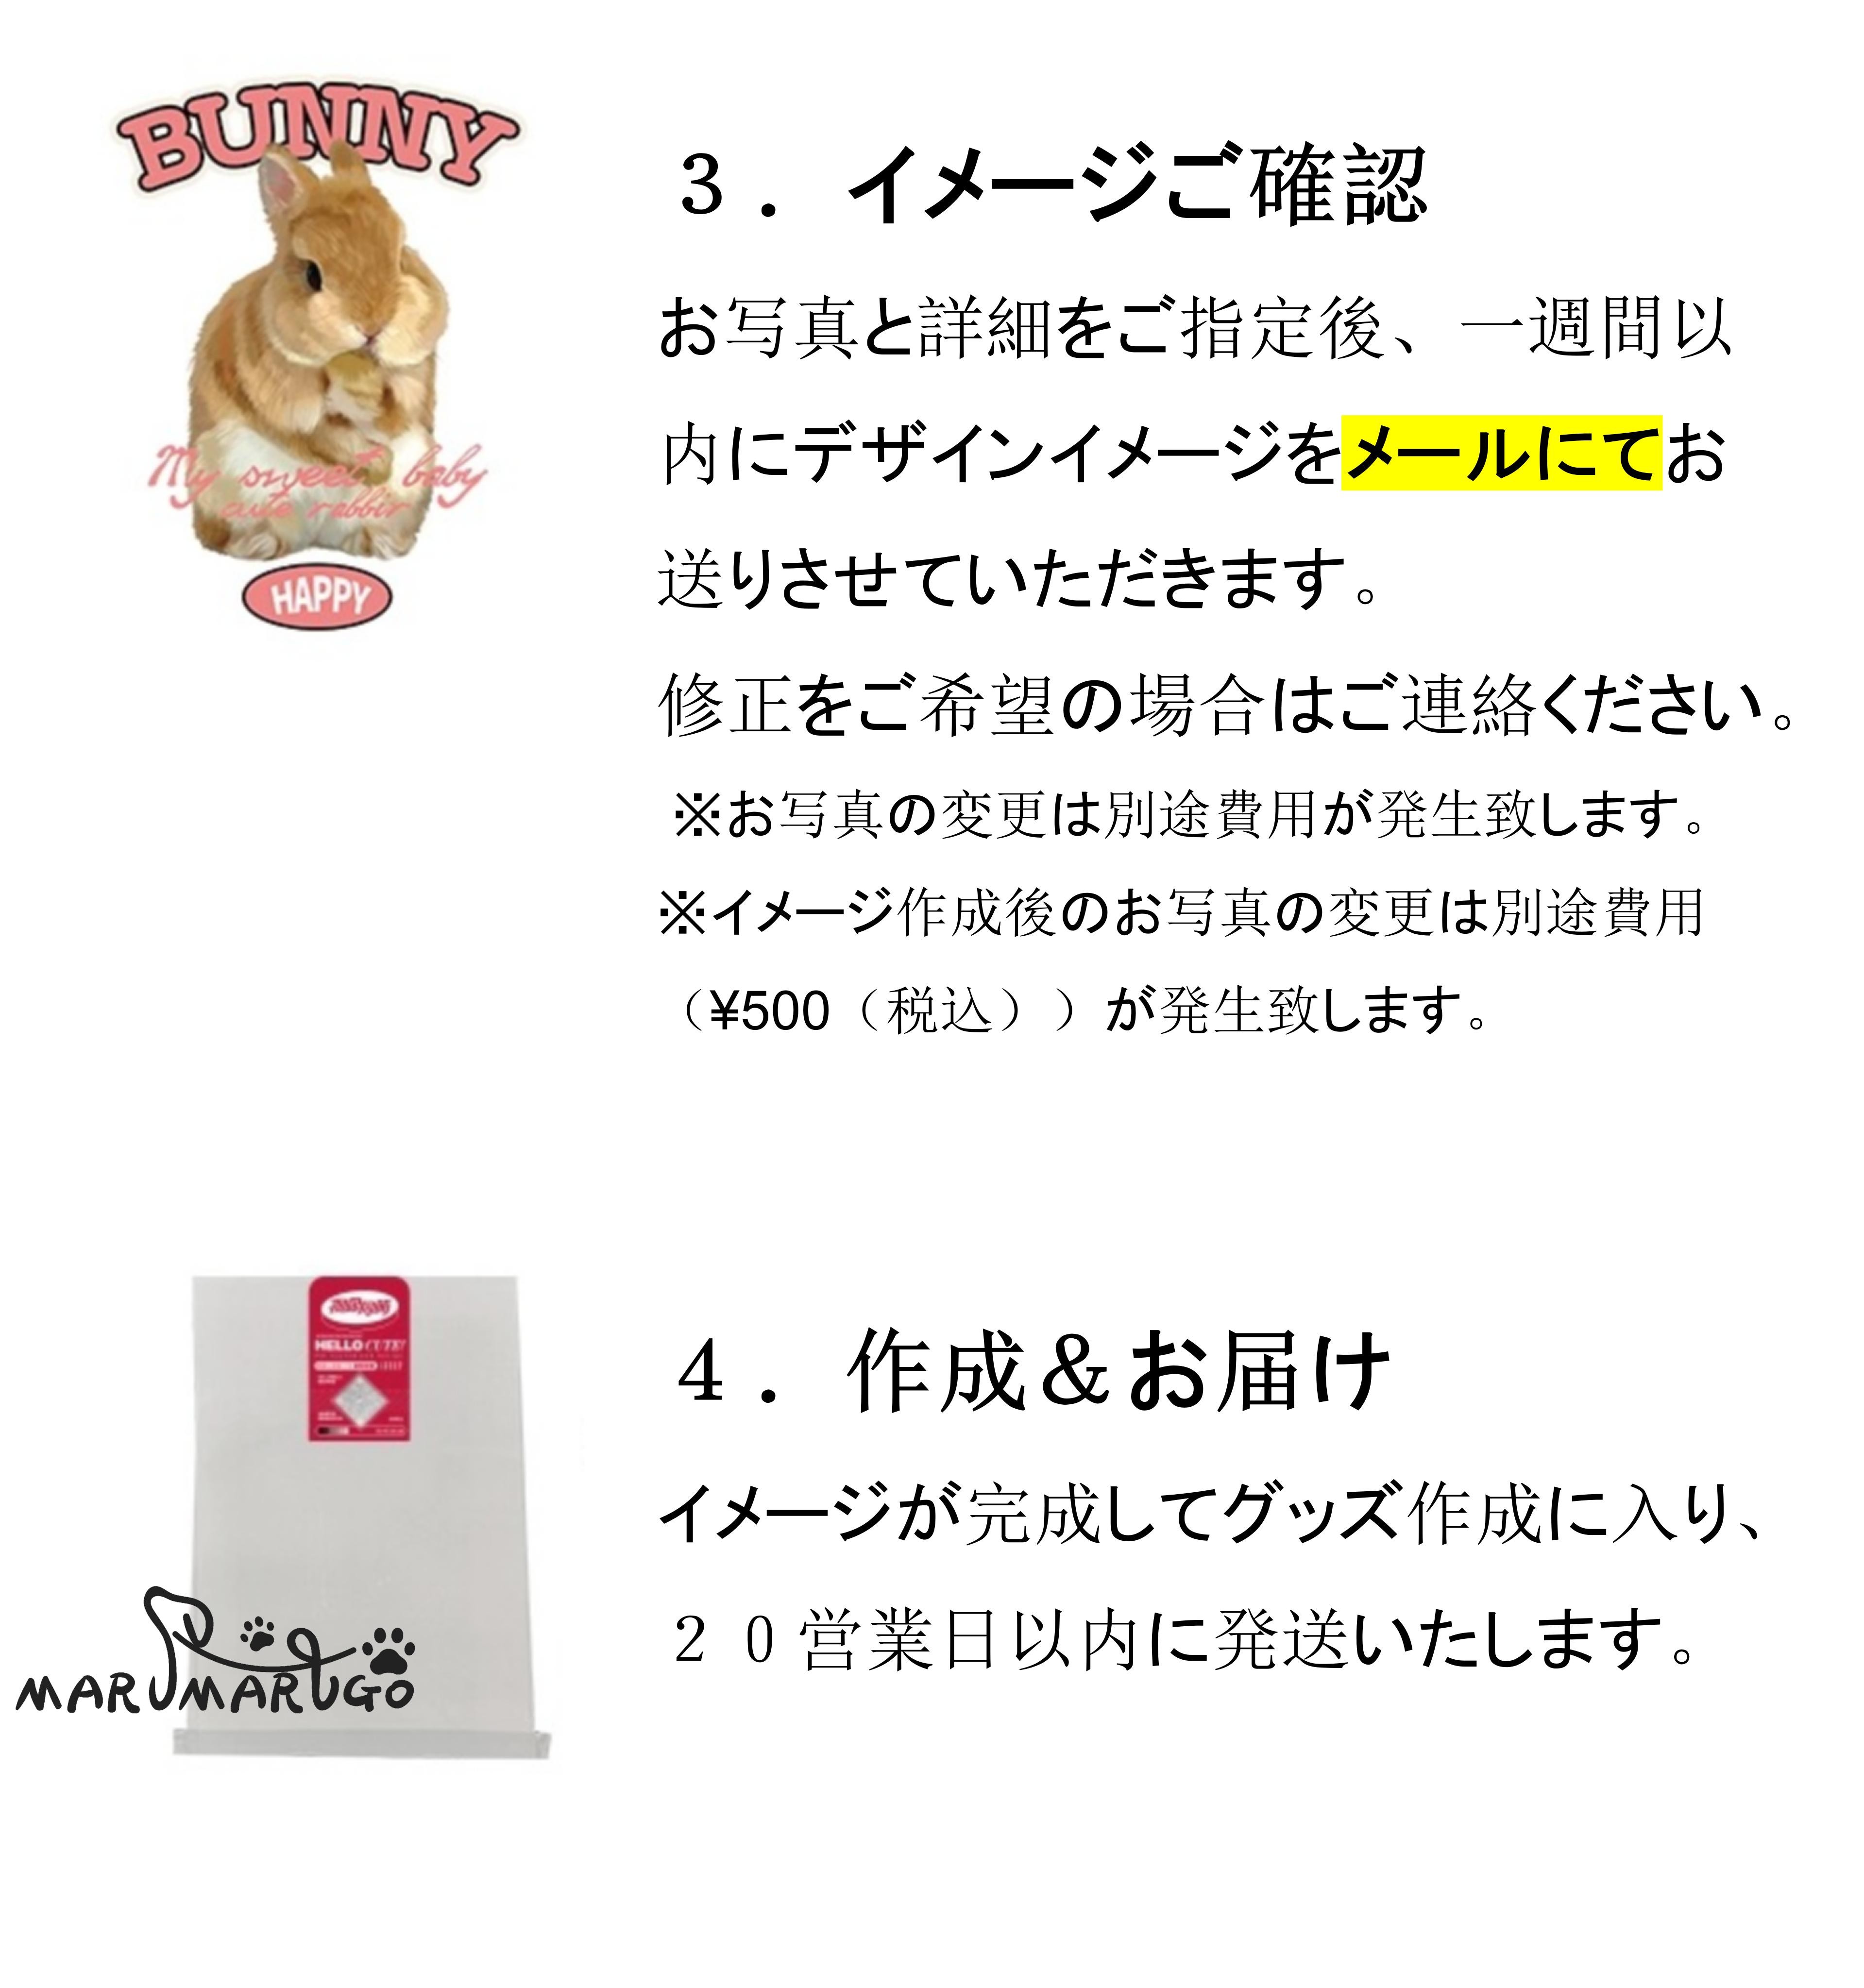 BUNNY
My sweet baby
cute rabbir
HAPPY
３．イメージご確認
お写真と詳細をご指定後、一週間以
内にデザインイメージをメールにてお
送りさせていただきます。
修正をご希望の場合はご連絡ください。
※お写真の変更は別途費用が発生致します。
※イメージ作成後のお写真の変更は別途費用
（¥500（税込））が発生致します。
HELLO CUTE!
MARUMARUGO
４．作成＆お届け
イメージが完成してグッズ作成に入り、
２０営業日以内に発送いたします。